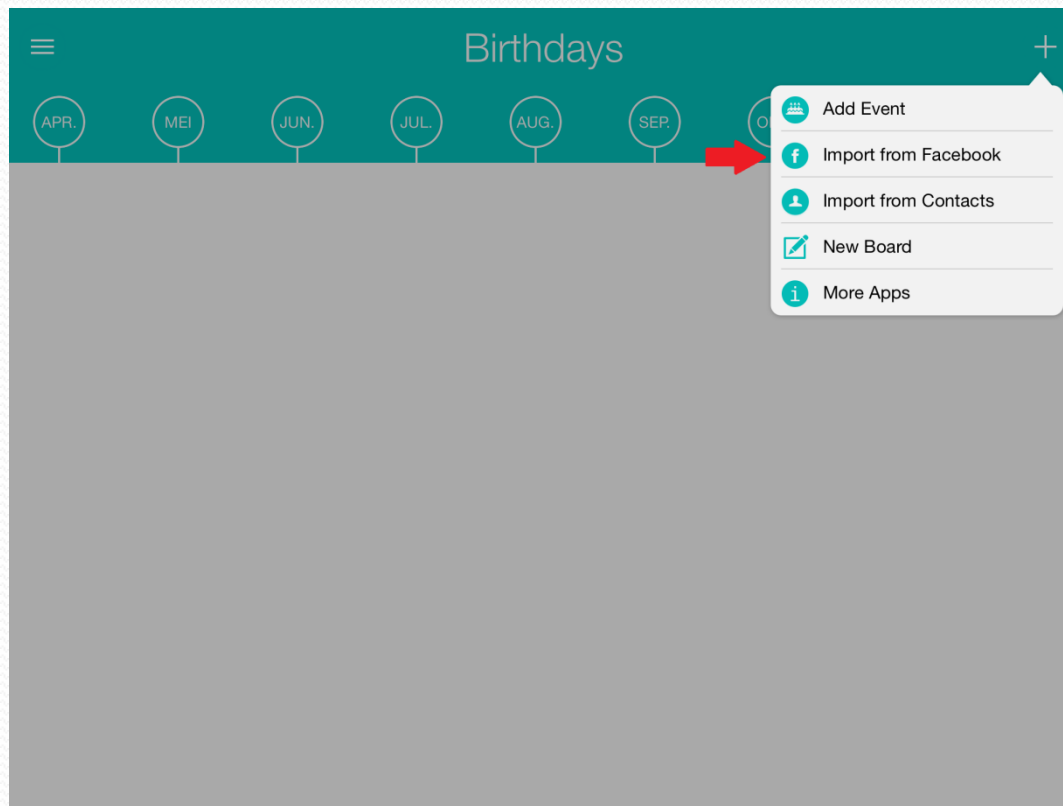 Birthdays
APR. MEI JUN. JUL. AUG. SEP.
Add Event
Import from Facebook
Import from Contacts
New Board
More Apps